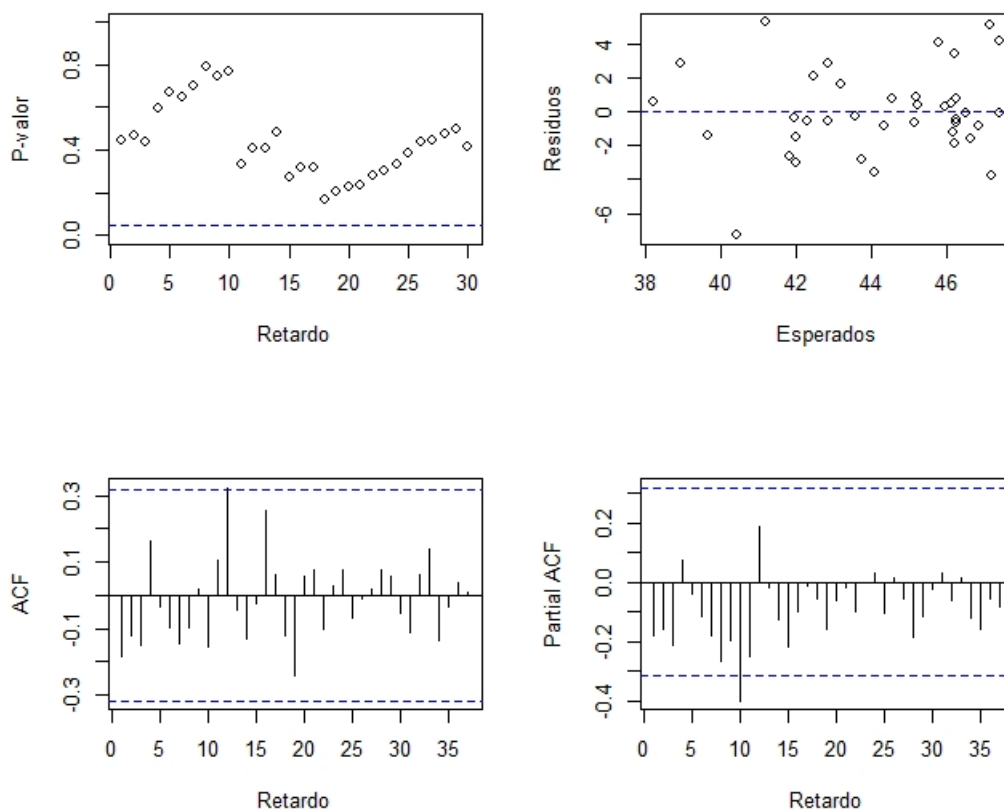 P-valor
0.0 0.4 0.8
0 5 10 15 20 25 30
Retardo
Residuos
-6 -2 0 2 4
38 40 42 44 46
Esperados
ACF
-0.3 -0.1 0.1 0.3
0 5 10 15 20 25 30 35
Retardo
Partial ACF
-0.4 -0.2 0.0 0.2
0 5 10 15 20 25 30 35
Retardo